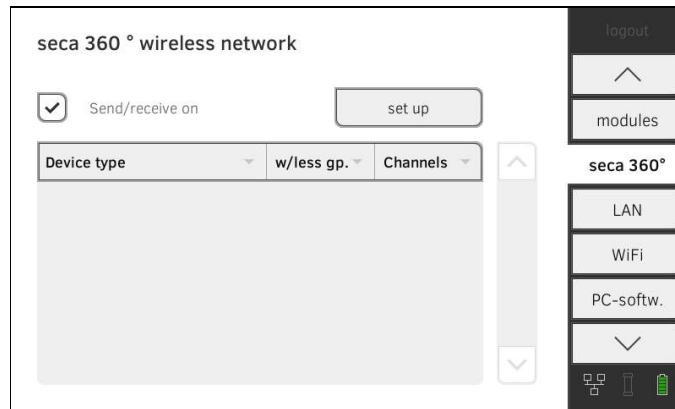 seca 360 ° wireless network
Send/receive on
set up
Device type
w/less gp.
Channels
logout
modules
seca 360°
LAN
WiFi
PC-softw.